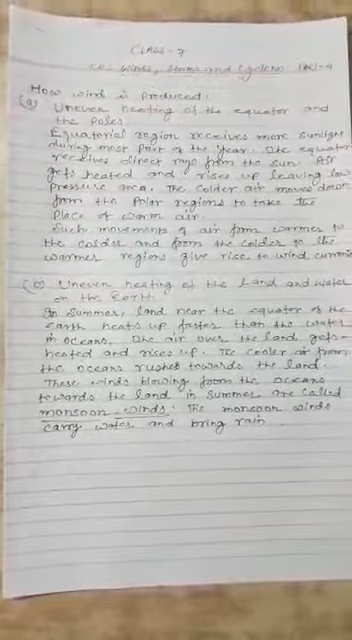 CLASS-7
CH: Winds, Storms and Cyclone
How wind is produced.
(a) Uneven heating of the equator and
the Poles
Equatorial region receives more sunlight
during most part of the year. The equator
receives direct rays from the sun. Air
gets heated and rises up leaving low
pressure area. The colder air moves down
from the Polar regions to take the
Place of warm air.
Such movements of air from warmer to
the colder and from the colder to the
warmer regions give rise to wind
(b) Uneven heating of the Land and water
on the Earth
In summer, land near the equator of the
earth heats up faster than the water
in oceans. The air over the land gets
heated and rises up. The cooler air from
the oceans rushes towards the land.
These winds blowing from the oceans
towards the land in summer are called
monsoon winds. The monsoon winds
carry water and bring rain.